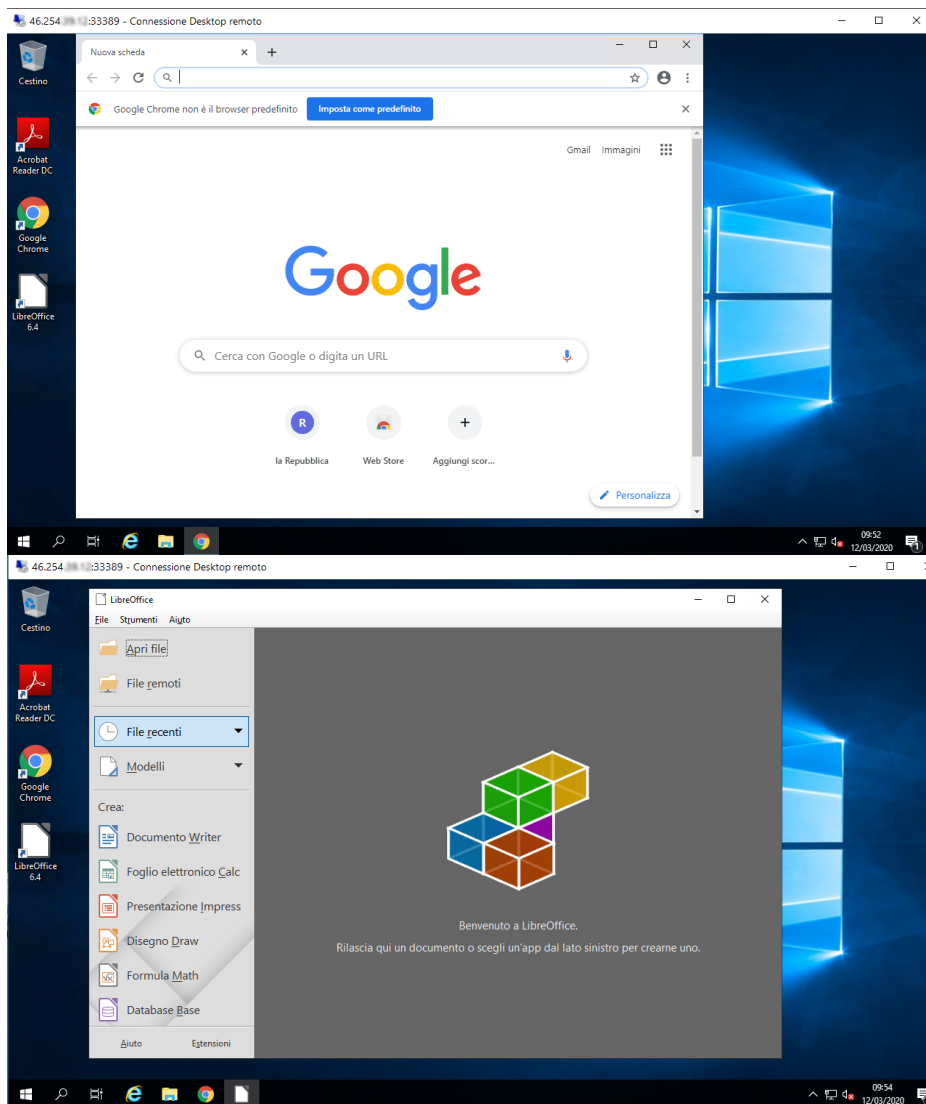 46.254 :33389 - Connessione Desktop remoto
Cestino
Acrobat
Reader DC
Google
Chrome
LibreOffice
6.4
Nuova scheda
Google Chrome non è il browser predefinito
Imposta come predefinito
Gmail Immagini
Google
Cerca con Google o digita un URL
R
la Repubblica
Web Store
Aggiungi scor...
Personalizza
09:52
12/03/2020
1
46.254 :33389 - Connessione Desktop remoto
Cestino
Acrobat
Reader DC
Google
Chrome
LibreOffice
6.4
LibreOffice
File Strumenti Aiuto
Apri file
File remoti
File recenti
Modelli
Crea:
Documento Writer
Foglio elettronico Calc
Presentazione Impress
Disegno Draw
Formula Math
Database Base
Aiuto Estensioni
Benvenuto a LibreOffice.
Rilascia qui un documento o scegli un'app dal lato sinistro per crearne uno.
09:54
12/03/2020